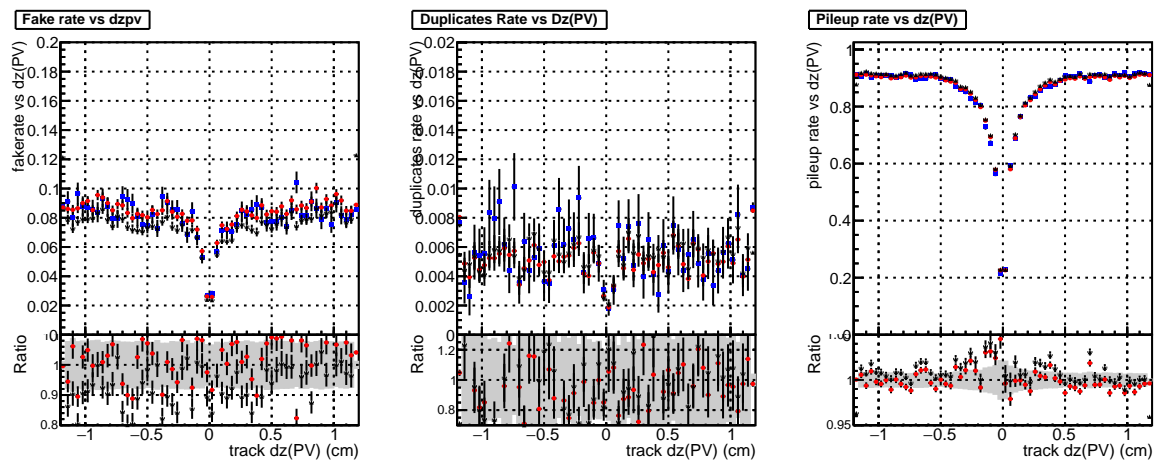 Fake rate vs dzpv
fakerate vs dzpv
0.2
0.18
0.16
0.14
0.12
0.1
0.08
0.06
0.04
0.02
0
Ratio
1
0.9
0.8
−1 −0.5 0 0.5 1
track dz(PV) (cm)
Duplicates Rate vs Dz(PV)
duplicates rate vs dz(PV)
0.02
0.018
0.016
0.014
0.012
0.01
0.008
0.006
0.004
0.002
0
Ratio
1.2
1
0.8
−1 −0.5 0 0.5 1
track dz(PV) (cm)
Pileup rate vs dz(PV)
pileup rate vs dz(PV)
1
0.8
0.6
0.4
0.2
Ratio
1
0.95
−1 −0.5 0 0.5 1
track dz(PV) (cm)